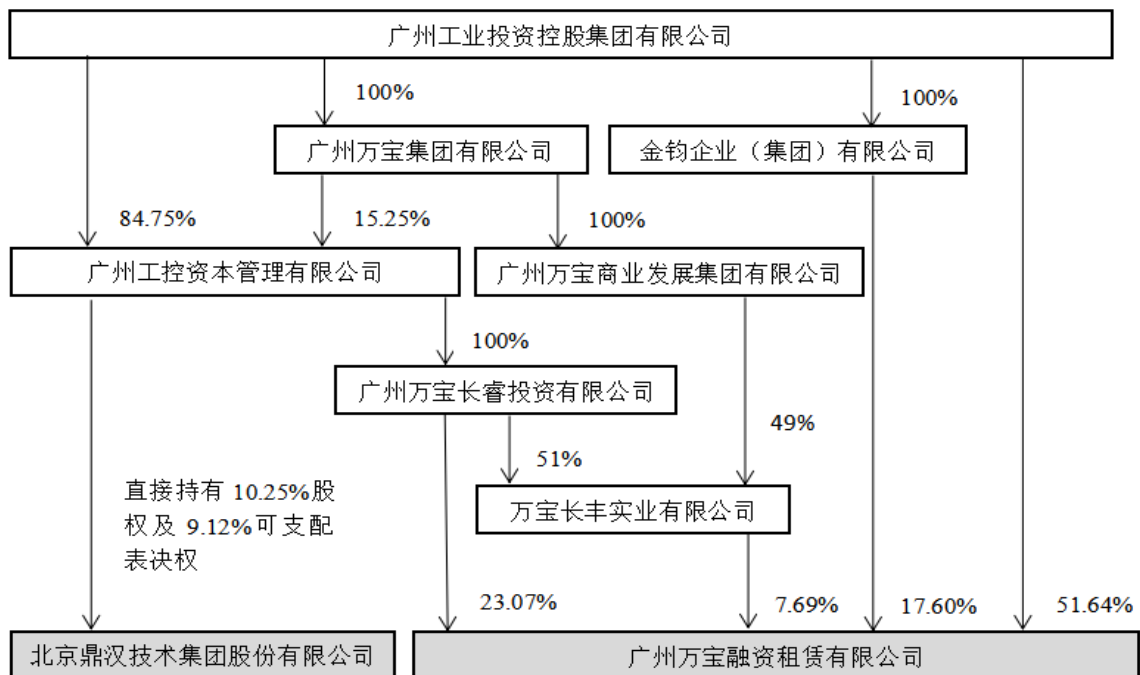 广州工业投资控股集团有限公司
100%
100%
广州万宝集团有限公司
金钧企业（集团）有限公司
84.75%
15.25%
100%
广州工控资本管理有限公司
广州万宝商业发展集团有限公司
100%
广州万宝长睿投资有限公司
49%
51%
直接持有 10.25%股
权及 9.12%可支配
表决权
万宝长丰实业有限公司
23.07%
7.69%
17.60%
51.64%
北京鼎汉技术集团股份有限公司
广州万宝融资租赁有限公司